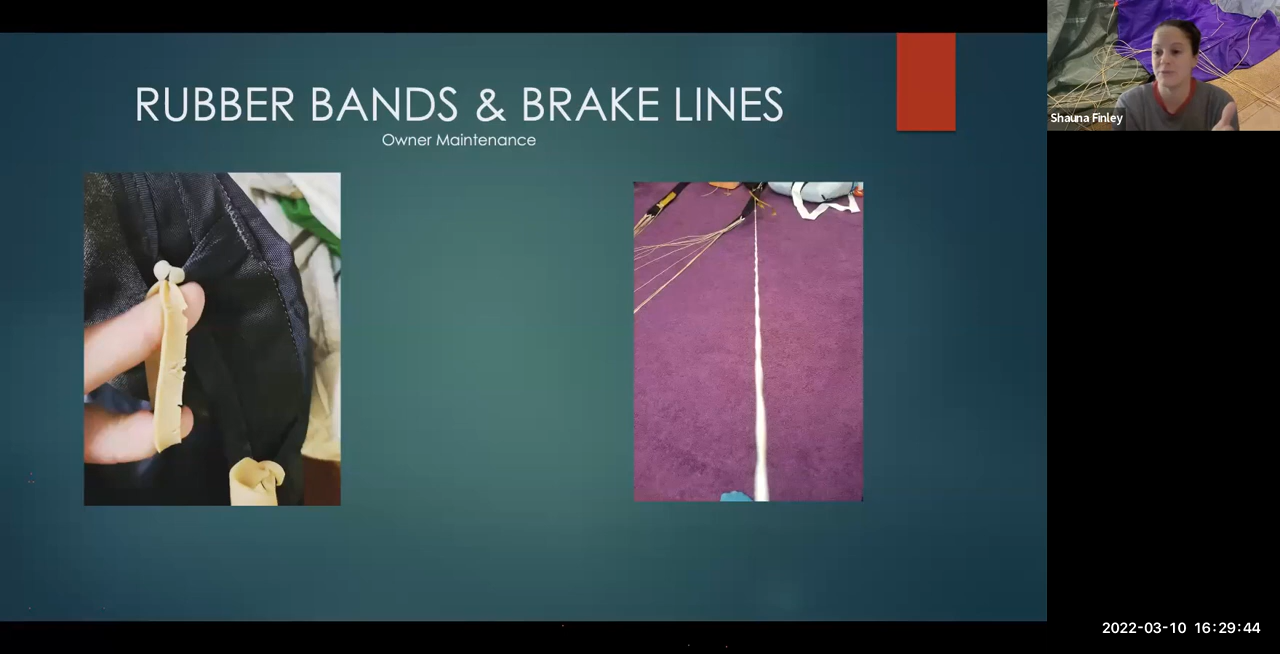 RUBBER BANDS & BRAKE LINES
Owner Maintenance
Shauna Finley
2022-03-10 16:29:44